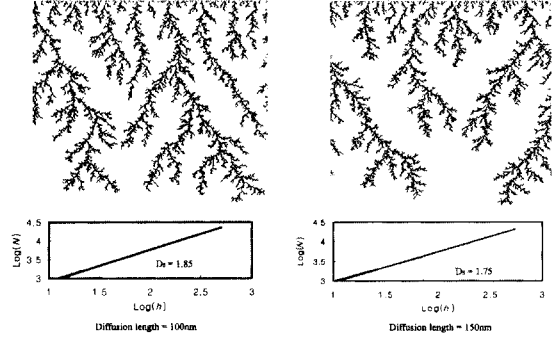 4.5
4
3.5
3
Log(N)
Ds = 1.85
1
1.5
2
2.5
3
Log(h)
Diffusion length = 100nm
4.5
4
3.5
3
Log(N)
Ds = 1.75
1
1.5
2
2.5
3
Log(h)
Diffusion length = 150nm